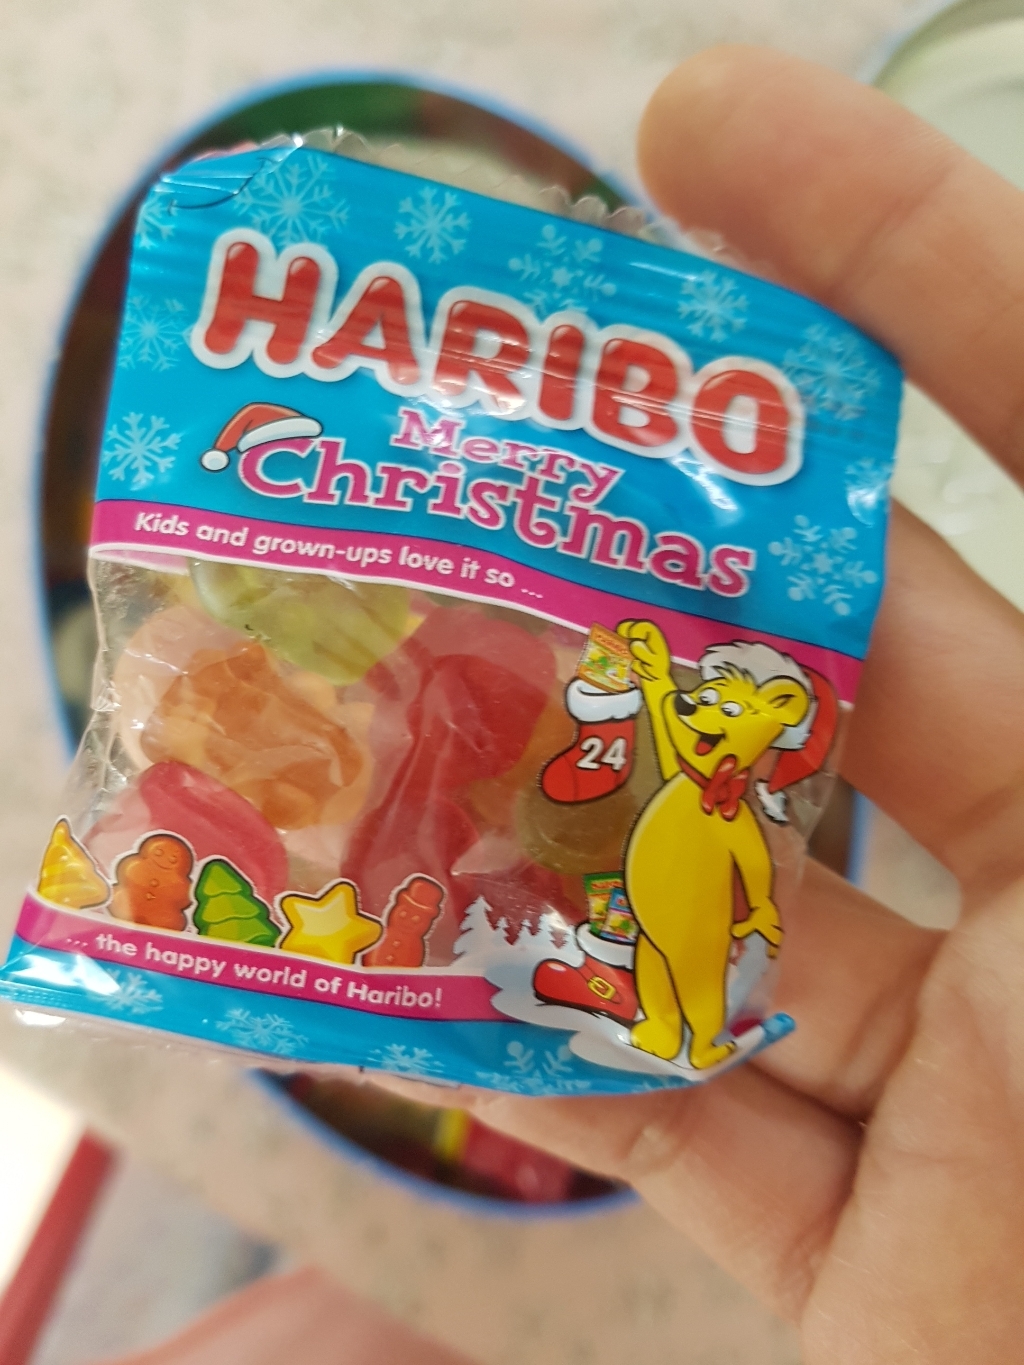 HARIBO
Merry
Christmas
Kids and grown-ups love it so ...
24
... the happy world of Haribo!